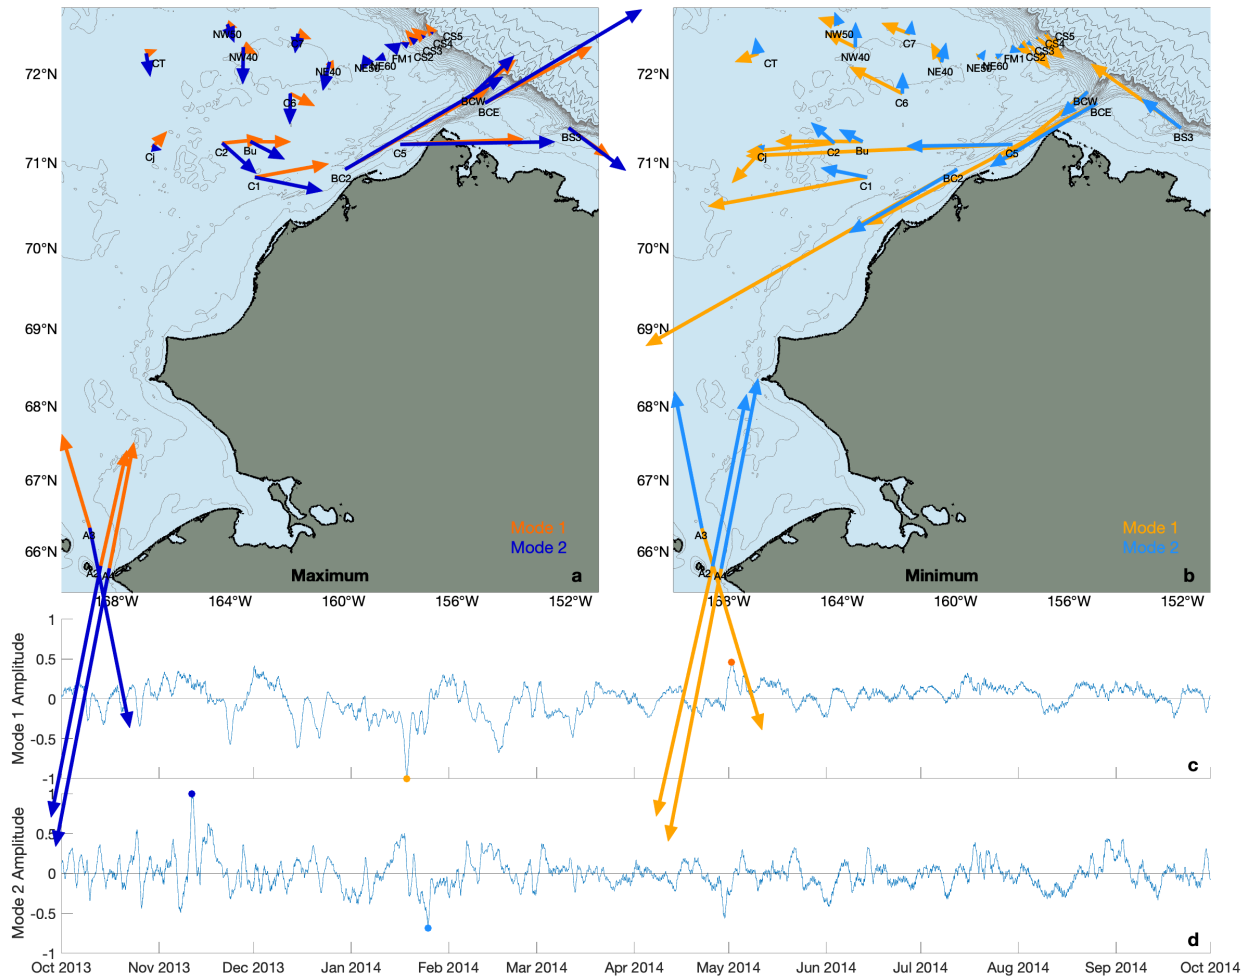 72°N
71°N
70°N
69°N
68°N
67°N
66°N
168°W
164°W
160°W
156°W
152°W
NW50
C7
CT
NW40
NE40
NE50
NE60
FM1
CS2
CS3
CS4
CS5
C6
BCW
BCE
BS3
Cj
C2
Bu
C5
C1
BC2
A3
A2
A4
Mode 1
Mode 2
Maximum
a
72°N
71°N
70°N
69°N
68°N
67°N
66°N
168°W
164°W
160°W
156°W
152°W
NW50
C7
CT
NW40
NE40
NE50
NE60
FM1
CS2
CS3
CS4
CS5
C6
BCW
BCE
BS3
Cj
C2
Bu
C5
C1
BC2
A3
A2
A4
Mode 1
Mode 2
Minimum
b
Mode 1 Amplitude
1
0.5
0
-0.5
-1
c
Mode 2 Amplitude
1
0.5
0
-0.5
-1
d
Oct 2013
Nov 2013
Dec 2013
Jan 2014
Feb 2014
Mar 2014
Apr 2014
May 2014
Jun 2014
Jul 2014
Aug 2014
Sep 2014
Oct 2014